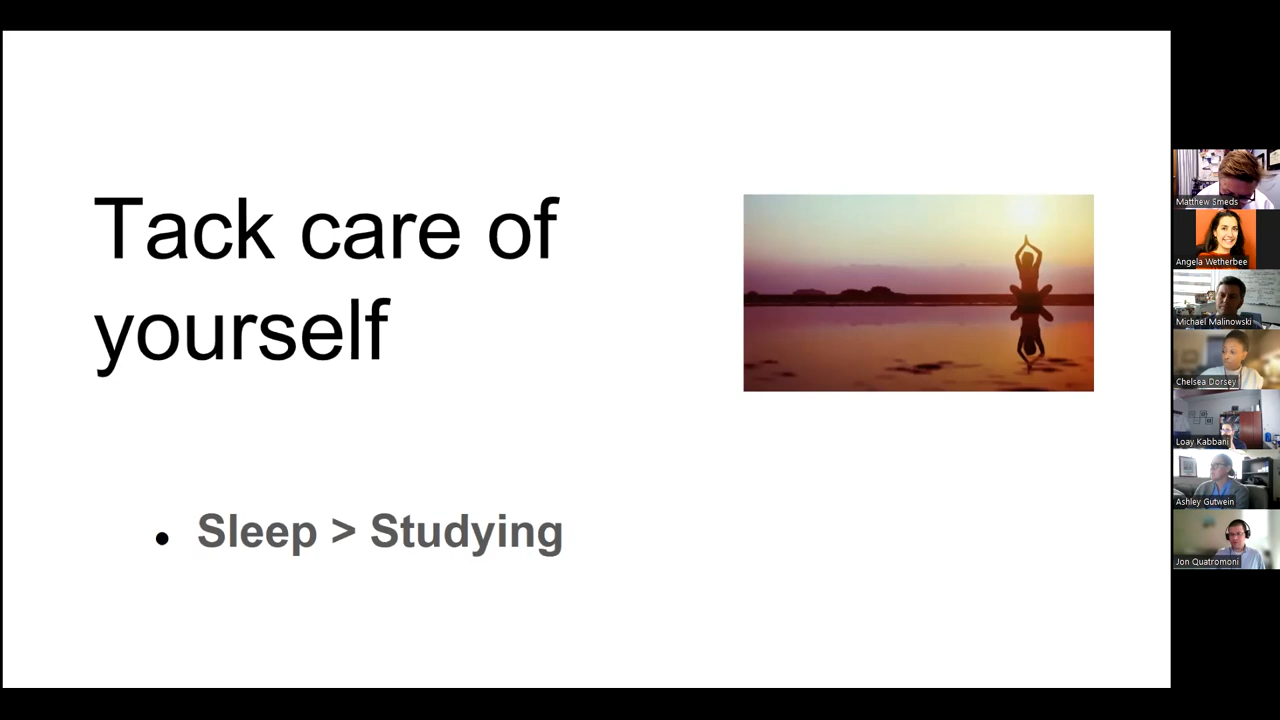 Tack care of
yourself
• Sleep > Studying
Matthew Smeds
Angela Wetherbee
Michael Malinowski
Chelsea Dorsey
Loay Kabbani
Ashley Gutwein
Jon Quatromoni